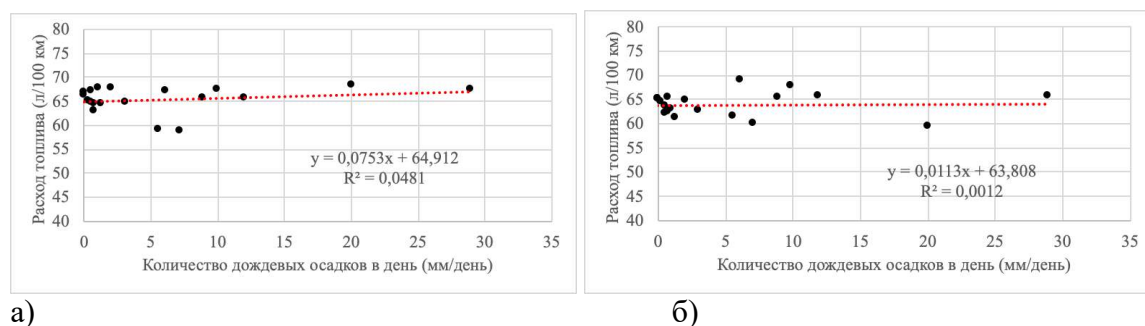 Расход топлива (л/100 км)
80
75
70
65
60
55
50
45
40
y = 0,0753x + 64,912
R² = 0,0481
0 5 10 15 20 25 30 35
Количество дождевых осадков в день (мм/день)
а)
Расход топлива (л/100 км)
80
75
70
65
60
55
50
45
40
y = 0,0113x + 63,808
R² = 0,0012
0 5 10 15 20 25 30 35
Количество дождевых осадков в день (мм/день)
б)